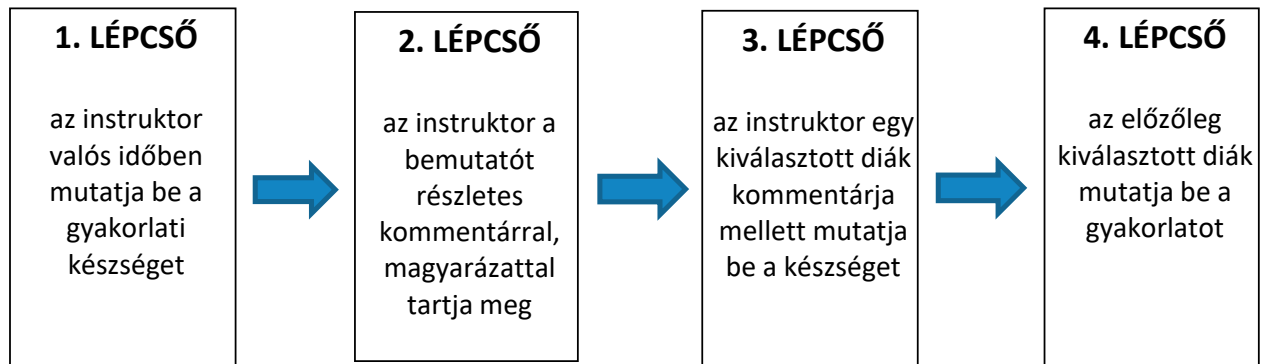 1. LÉPCSŐ
az instruktor
valós időben
mutatja be a
gyakorlati
készséget
2. LÉPCSŐ
az instruktor a
bemutatót
részletes
kommentárral,
magyarázattal
tartja meg
3. LÉPCSŐ
az instruktor egy
kiválasztott diák
kommentárja
mellett mutatja
be a készséget
4. LÉPCSŐ
az előzőleg
kiválasztott diák
mutatja be a
gyakorlatot